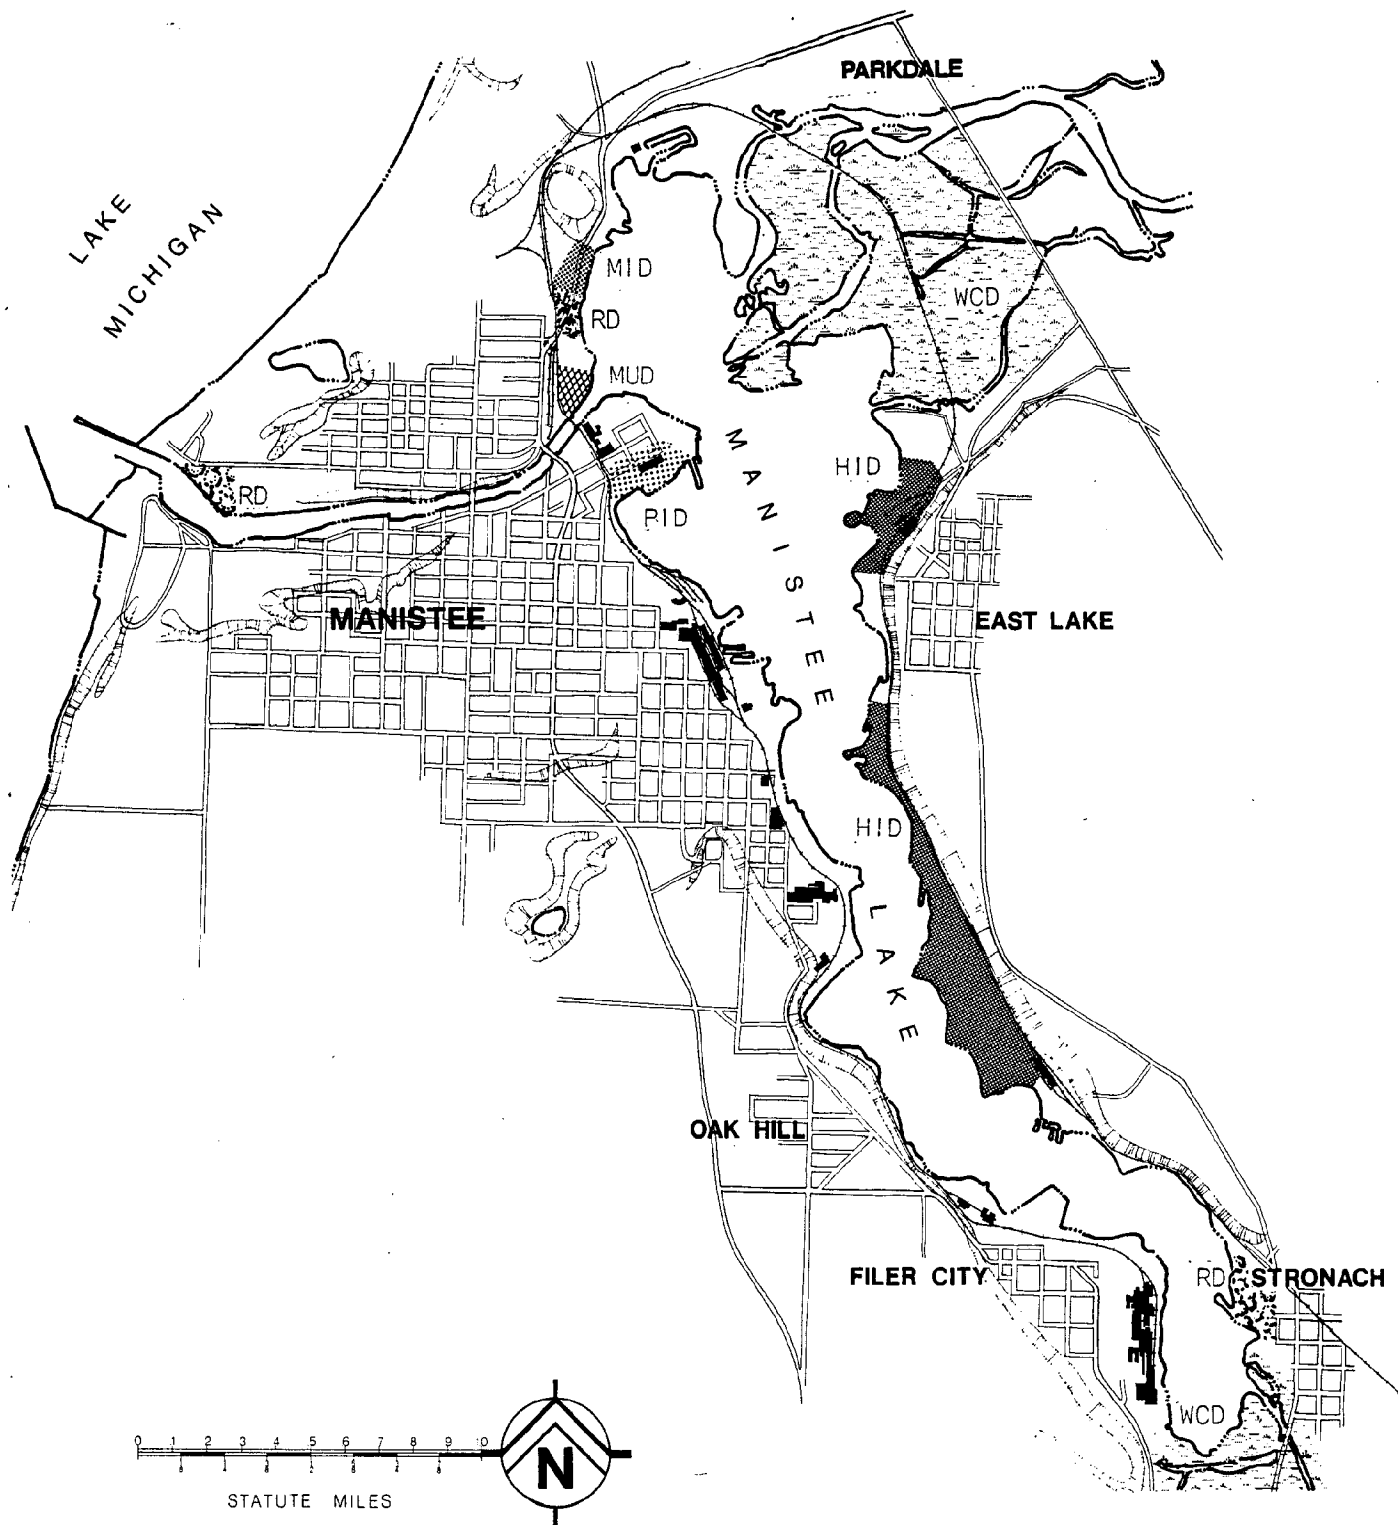 PARKDALE
LAKE
MICHIGAN
MID
RD
WCD
MUD
MANISTEE
HID
RD
PID
MANISTEE
EAST LAKE
HID
LAKE
OAK HILL
FILER CITY
RD
STRONACH
WCD
0 1 2 3 4 5 6 7 8 9 10
N
STATUTE MILES